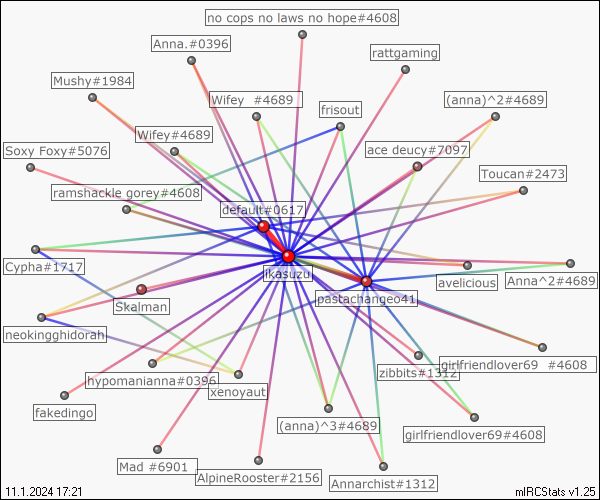 no cops no laws no hope#4608
Anna.#0396
rattgaming
Mushy#1984
Wifey  #4689
(anna)^2#4689
frisout
Wifey#4689
Soxy Foxy#5076
ace deucy#7097
Toucan#2473
ramshackle gorey#4608
default#0617
Cypha#1717
ikasuzu
avelicious
Anna^2#4689
pastachangeo41
Skalman
neokingghidorah
girlfriendlover69  #4608
zibbits#1312
hypomanianna#0396
xenoyaut
fakedingo
(anna)^3#4689
girlfriendlover69#4608
Mad #6901
AlpineRooster#2156
Annarchist#1312
11.1.2024 17:21
mIRCStats v1.25